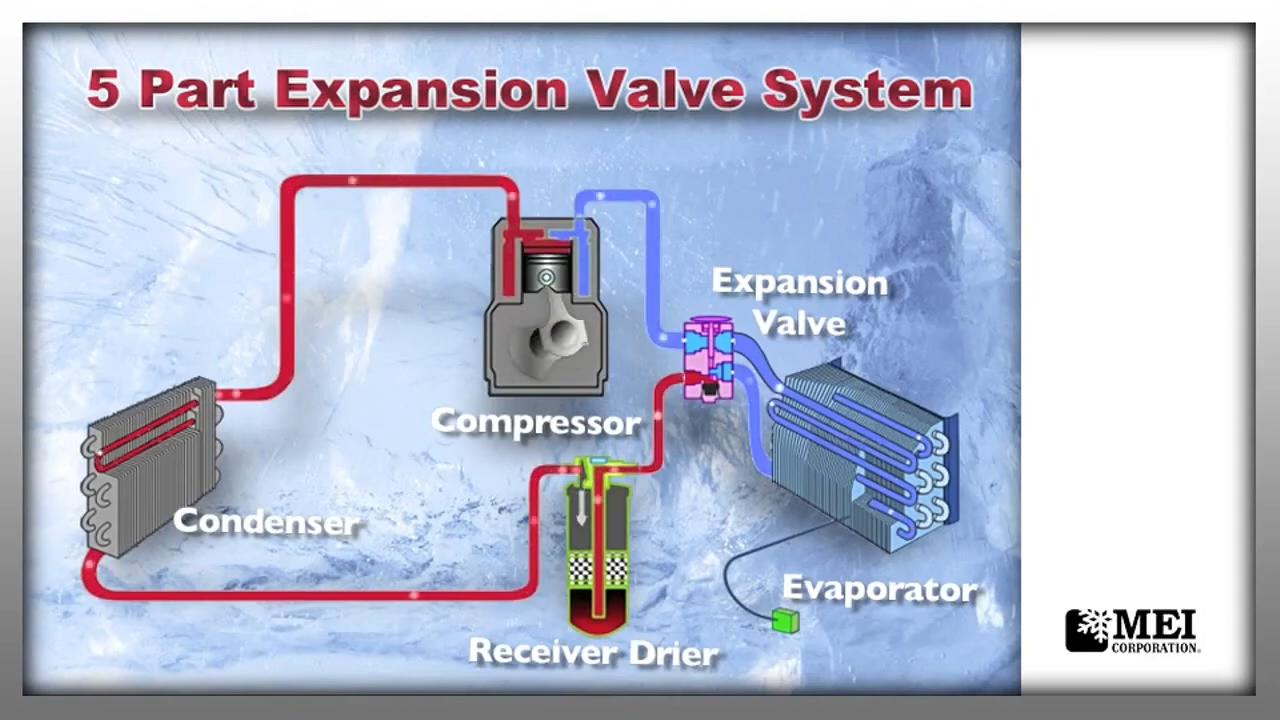 5 Part Expansion Valve System
Expansion
Valve
Compressor
Condenser
Evaporator
Receiver Drier
MEI
CORPORATION